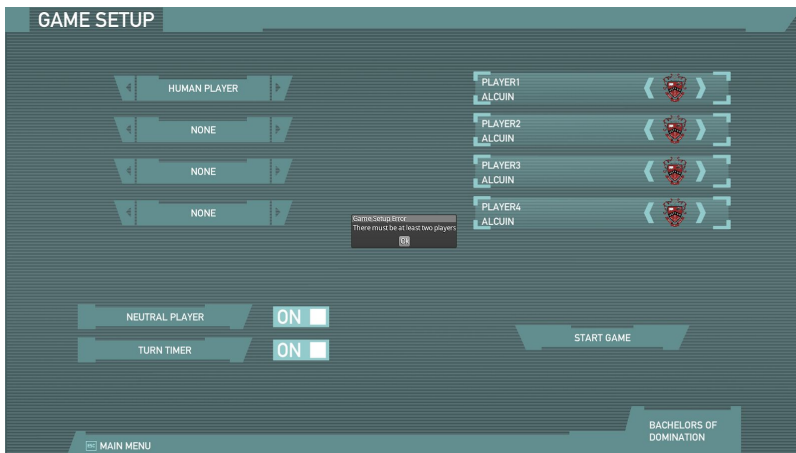 GAME SETUP
HUMAN PLAYER
NONE
NONE
NONE
PLAYER1
ALCUIN
PLAYER2
ALCUIN
PLAYER3
ALCUIN
PLAYER4
ALCUIN
Game Setup Error
There must be at least two players
Ok
NEUTRAL PLAYER
ON
TURN TIMER
ON
START GAME
BACHELORS OF
DOMINATION
ESC MAIN MENU